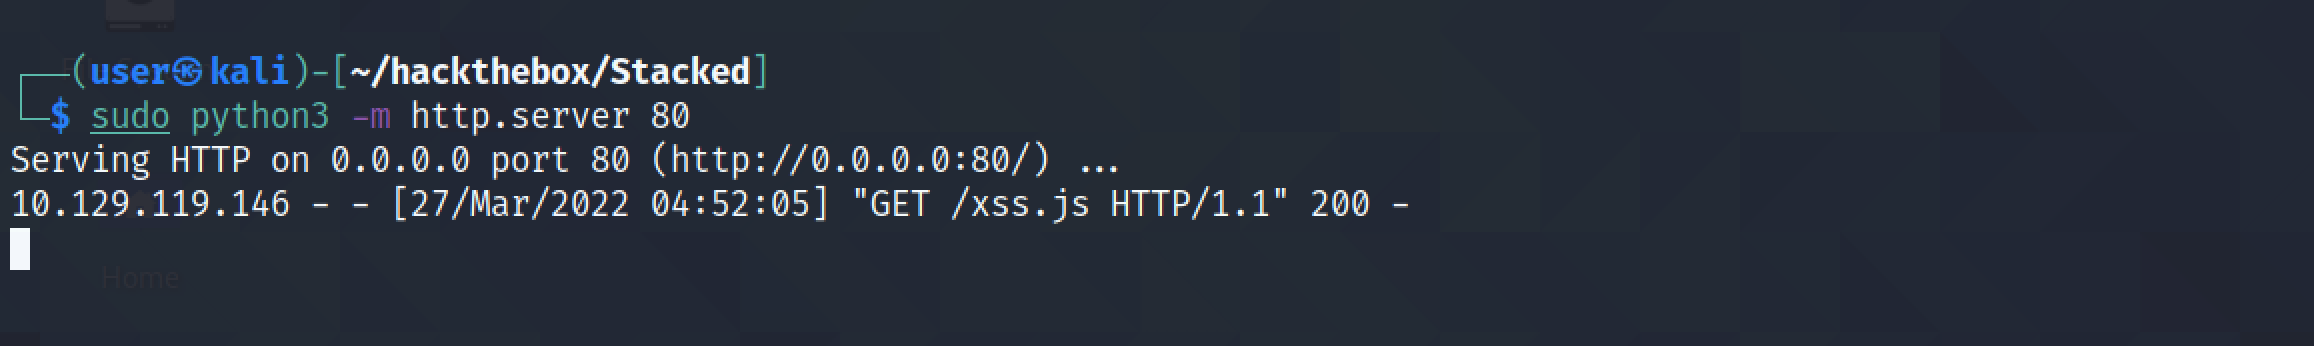 ┌──(user㉿kali)-[~/hackthebox/Stacked]
└─$ sudo python3 -m http.server 80
Serving HTTP on 0.0.0.0 port 80 (http://0.0.0.0:80/) ...
10.129.119.146 - - [27/Mar/2022 04:52:05] "GET /xss.js HTTP/1.1" 200 -
Home